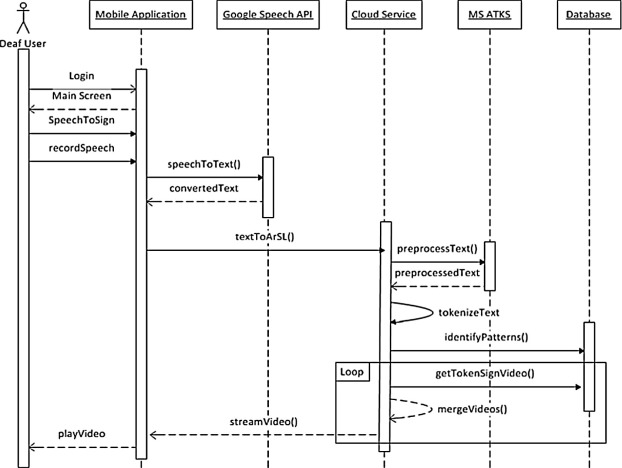 Mobile Application
Google Speech API
Cloud Service
MS ATKS
Database
Deaf User
Login
Main Screen
SpeechToSign
recordSpeech
speechToText()
convertedText
textToArSL()
preprocessText()
preprocessedText
tokenizeText
identifyPatterns()
Loop
getTokenSignVideo()
mergeVideos()
streamVideo()
playVideo